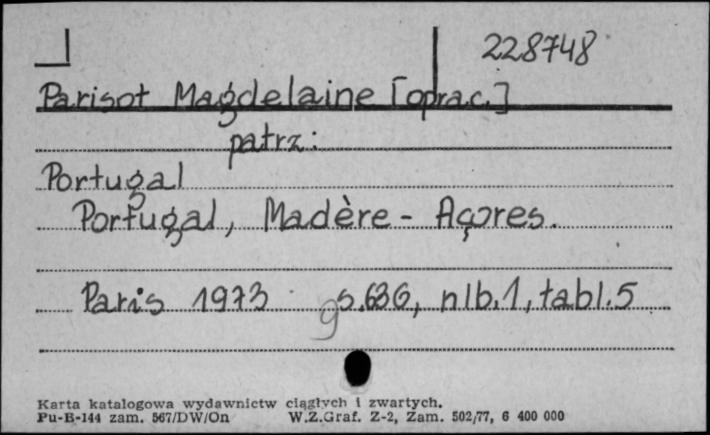 228748
Parisot Magdelaine [oprac.]
patrz:
Portugal
Portugal, Madère - Açores.
Paris 1973 s.636, nlb.1, tabl.5
g
Karta katalogowa wydawnictw ciągłych i zwartych.
Pu-B-144 zam. 567/DW/On W.Z.Graf. Z-2, Zam. 502/77, 6 400 000